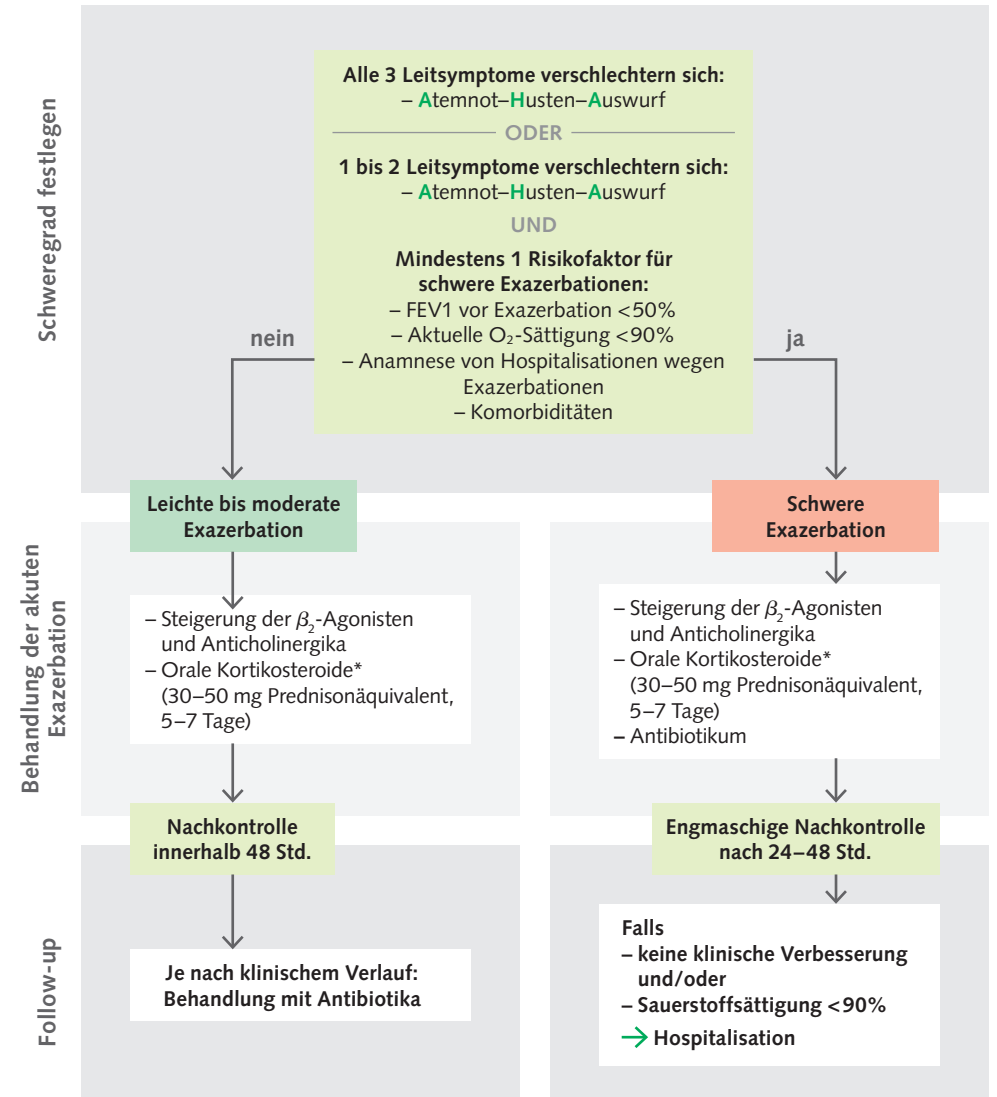 Schweregrad festlegen
Alle 3 Leitsymptome verschlechtern sich:
– Atemnot–Husten–Auswurf
ODER
1 bis 2 Leitsymptome verschlechtern sich:
– Atemnot–Husten–Auswurf
UND
Mindestens 1 Risikofaktor für
schwere Exazerbationen:
– FEV1 vor Exazerbation <50%
– Aktuelle O₂-Sättigung <90%
– Anamnese von Hospitalisationen wegen
Exazerbationen
– Komorbiditäten
nein
ja
Leichte bis moderate
Exazerbation
Schwere
Exazerbation
Behandlung der akuten
Exazerbation
– Steigerung der β₂-Agonisten
und Anticholinergika
– Orale Kortikosteroide*
(30–50 mg Prednisonäquivalent,
5–7 Tage)
– Steigerung der β₂-Agonisten
und Anticholinergika
– Orale Kortikosteroide*
(30–50 mg Prednisonäquivalent,
5–7 Tage)
– Antibiotikum
Nachkontrolle
innerhalb 48 Std.
Engmaschige Nachkontrolle
nach 24–48 Std.
Follow-up
Je nach klinischem Verlauf:
Behandlung mit Antibiotika
Falls
– keine klinische Verbesserung
und/oder
– Sauerstoffsättigung <90%
→ Hospitalisation